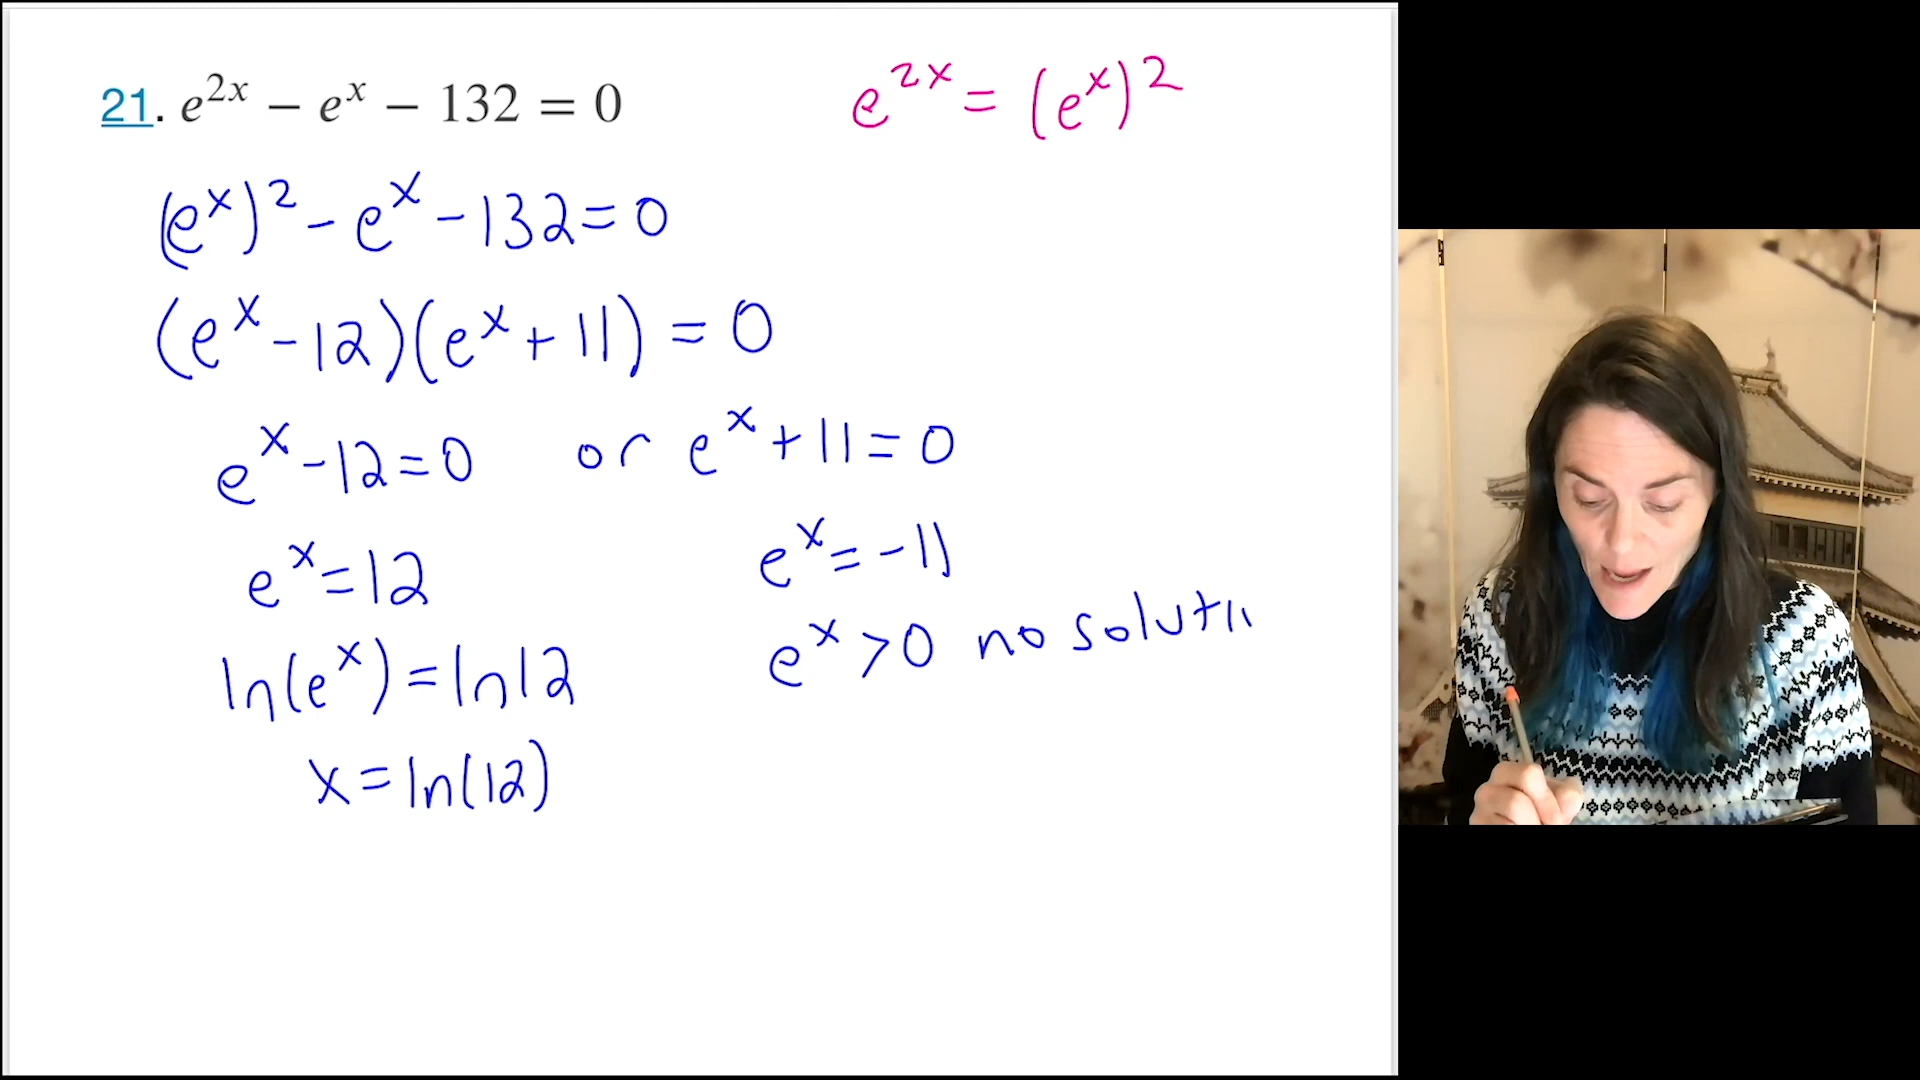 21. e^{2x} − e^x − 132 = 0
e^{2x} = (e^x)^2
(e^x)^2 - e^x - 132 = 0
(e^x - 12)(e^x + 11) = 0
e^x - 12 = 0 or e^x + 11 = 0
e^x = 12
e^x = -11
ln(e^x) = ln12
e^x > 0 no soluti
x = ln(12)